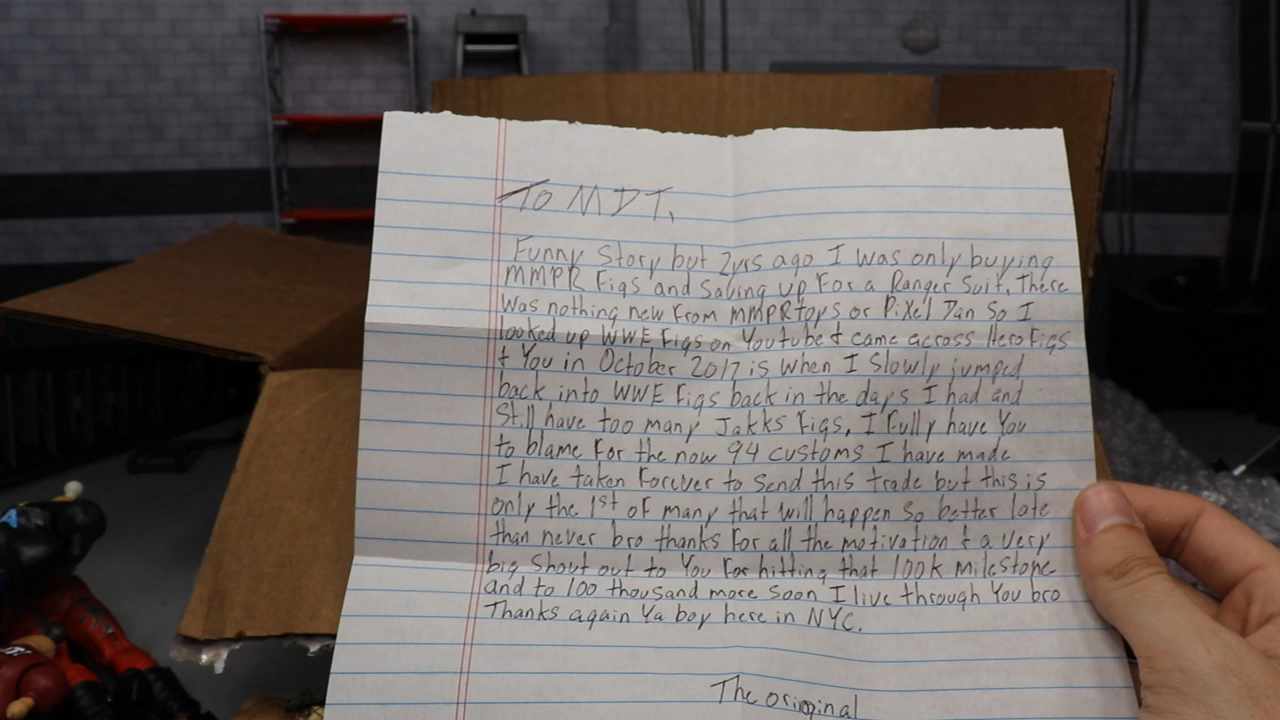 To MDT,
Funny Story but 2yrs ago I was only buying
MMPR Figs and saving up For a Ranger Suit. There
was nothing new From MMPRtoys or Pixel Dan So I
looked up WWE Figs on Youtube + came across HeroFigs
+ You in October 2017 is when I Slowly jumped
back into WWE Figs back in the days I had and
Still have too many Jakks Figs, I Fully have You
to blame For the now 94 customs I have made
I have taken Forever to send this trade but this is
only the 1st of many that will happen so better late
than never bro thanks For all the motivation + a very
big Shout out to You For hitting that 100K milestone
and to 100 thousand more soon I live through You bro
Thanks again Ya boy here in NYC.
The original